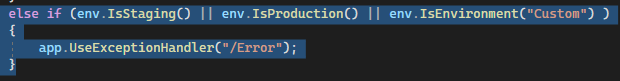 else if (env.IsStaging() || env.IsProduction() || env.IsEnvironment("Custom") )
{
    app.UseExceptionHandler("/Error");
}